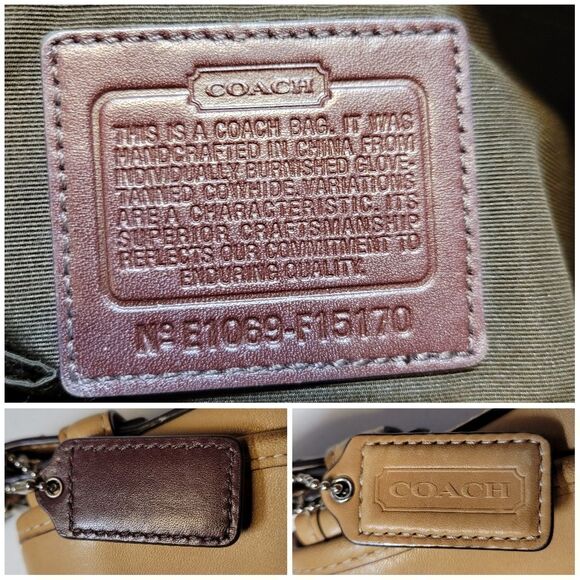 COACH
THIS IS A COACH BAG. IT WAS
HANDCRAFTED IN CHINA FROM
INDIVIDUALLY BURNISHED GLOVE-
TANNED COWHIDE. VARIATIONS
ARE A CHARACTERISTIC. ITS
SUPERIOR CRAFTSMANSHIP
REFLECTS OUR COMMITMENT TO
ENDURING QUALITY.
Nº E1069-F15170
COACH